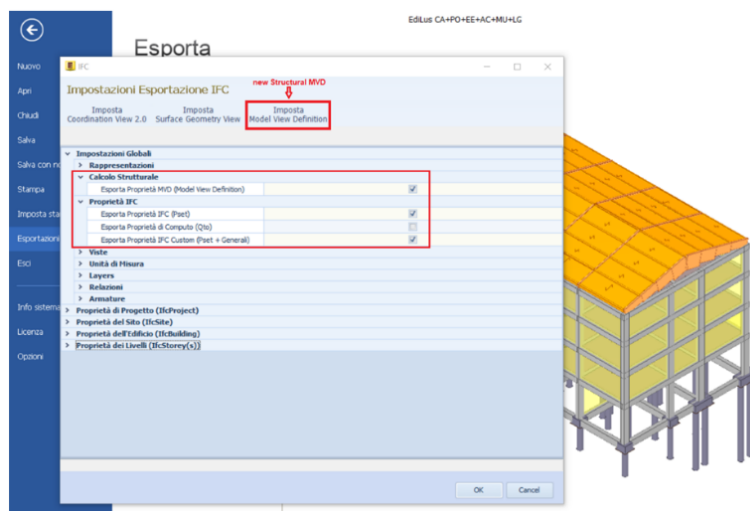 EdiLus CA+PO+EE+AC+MU+LG
Esporta
Nuovo
Apri
Chiudi
Salva
Salva con
Stampa
Imposta
Esportazioni
Esci
Info sistema
Licenza
Opzioni
IFC
Impostazioni Esportazione IFC
new Structural MVD
Imposta
Coordination View 2.0
Imposta
Surface Geometry View
Imposta
Model View Definition
Impostazioni Globali
Rappresentazioni
Calcolo Strutturale
Esporta Proprietà MVD (Model View Definition)
Proprietà IFC
Esporta Proprietà IFC (Pset)
Esporta Proprietà di Computo (Qto)
Esporta Proprietà IFC Custom (Pset + Generali)
Viste
Unità di Misura
Layers
Relazioni
Armature
Proprietà di Progetto (IfcProject)
Proprietà del Sito (IfcSite)
Proprietà dell'Edificio (IfcBuilding)
Proprietà dei Livelli (IfcStorey(s))
OK
Cancel